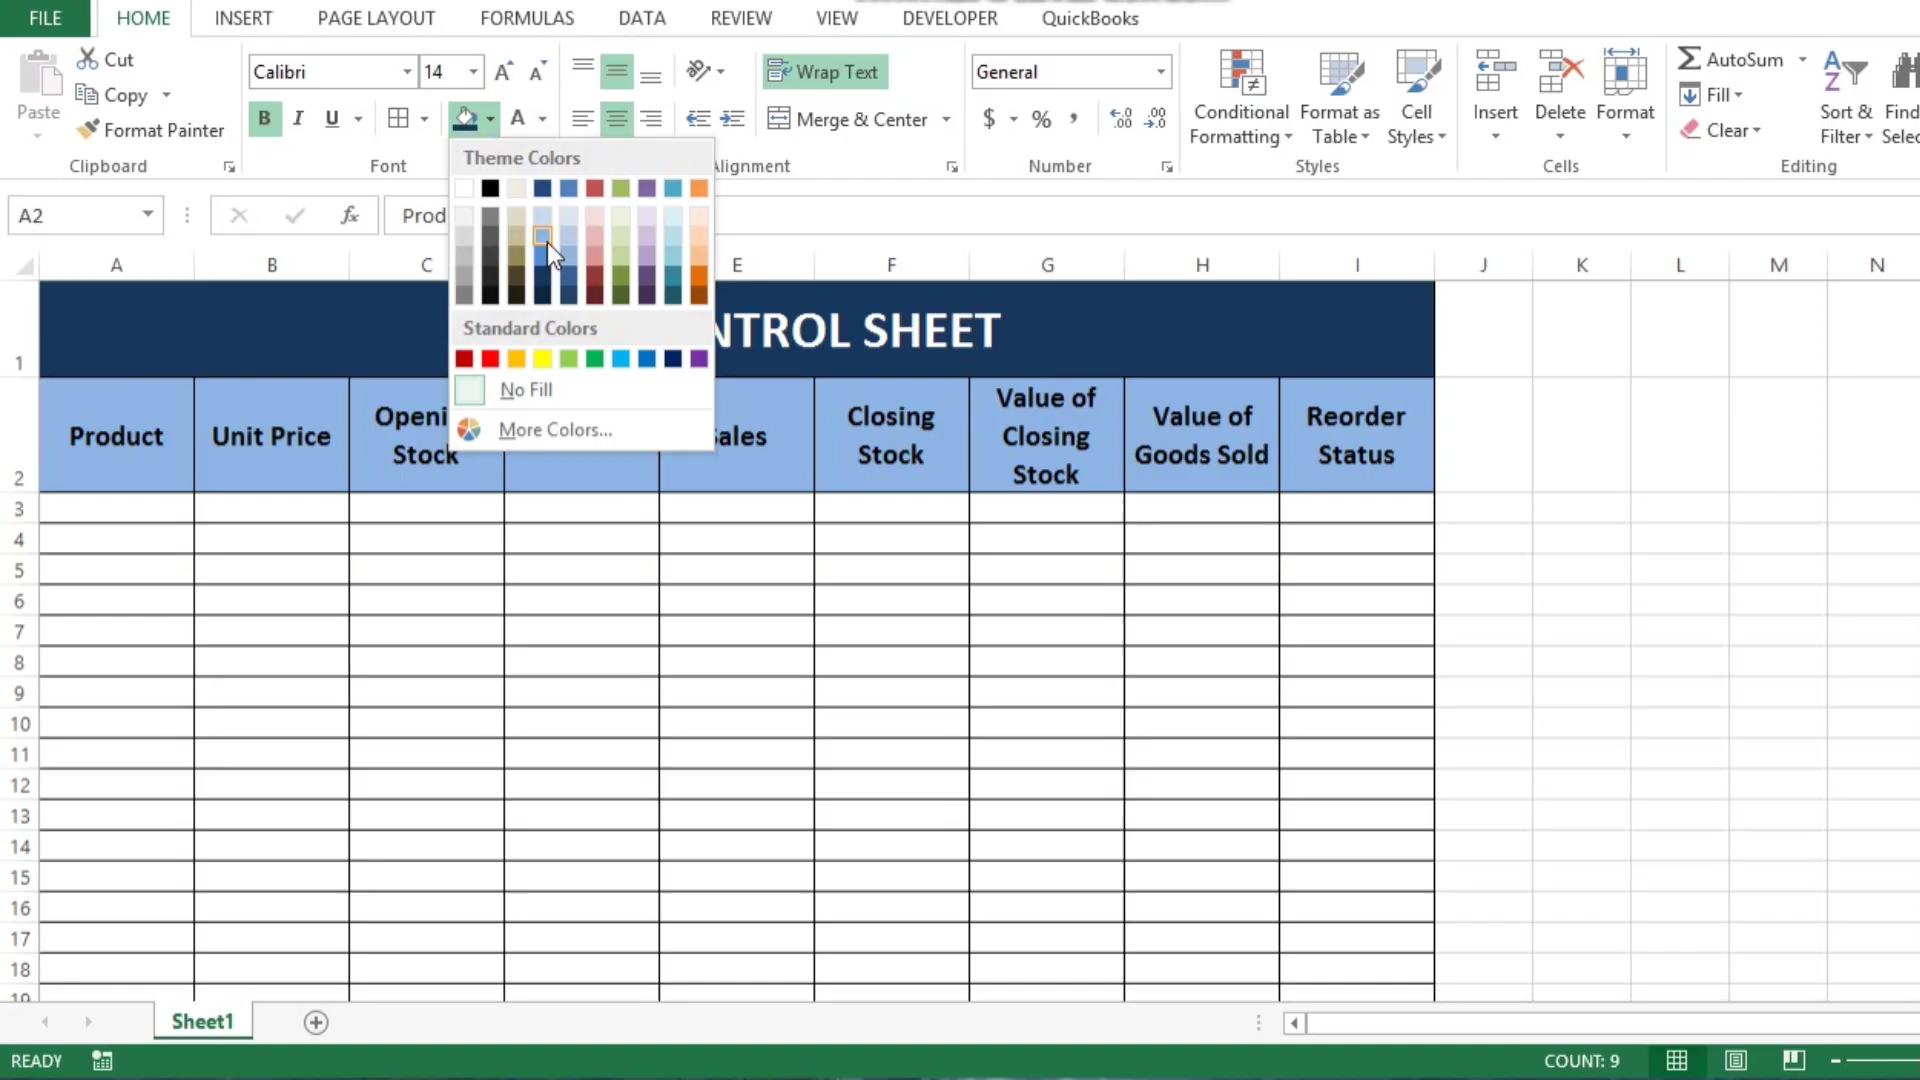 FILE HOME INSERT PAGE LAYOUT FORMULAS DATA REVIEW VIEW DEVELOPER QuickBooks
Cut
Copy
Format Painter
Paste
Clipboard
Calibri 14
B I U
Font
Wrap Text
Merge & Center
Alignment
General
$ % ,
Number
Conditional Formatting
Format as Table
Cell Styles
Styles
Insert Delete Format
Cells
AutoSum
Fill
Clear
Sort & Filter
Editing
A2
fx
Prod
Theme Colors
Standard Colors
No Fill
More Colors...
A B C E F G H I J K L M N
1 NTROL SHEET
2 Product Unit Price Stock Closing Stock Value of Closing Stock Value of Goods Sold Reorder Status
3
4
5
6
7
8
9
10
11
12
13
14
15
16
17
18
19
Sheet1
READY
COUNT: 9